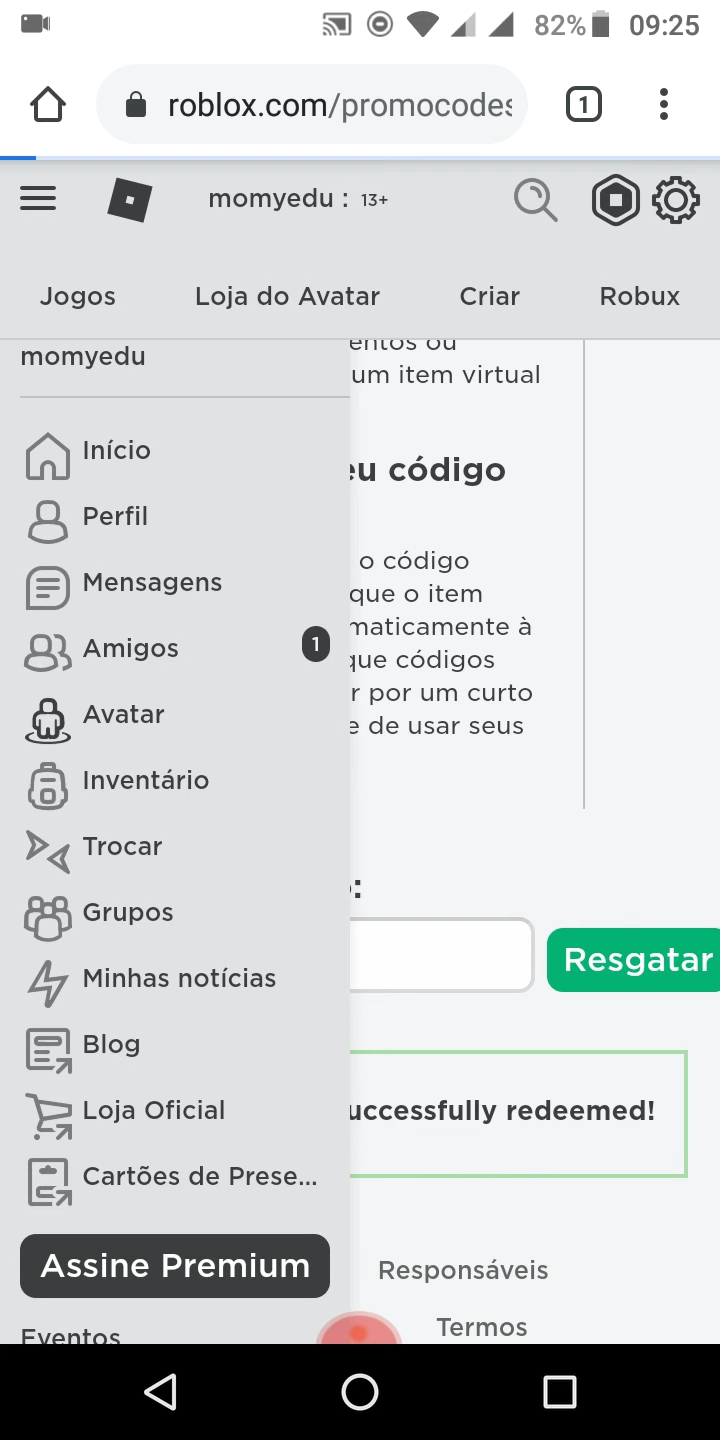 82% 09:25
roblox.com/promocodes
1
momyedu : 13+
Jogos Loja do Avatar Criar Robux
momyedu
entos ou
um item virtual
Início
eu código
Perfil
o código
Mensagens
que o item
Amigos 1
maticamente à
que códigos
Avatar
r por um curto
e de usar seus
Inventário
Trocar
o:
Grupos
Resgatar
Minhas notícias
Blog
Loja Oficial
uccessfully redeemed!
Cartões de Prese...
Assine Premium
Responsáveis
Termos
Eventos